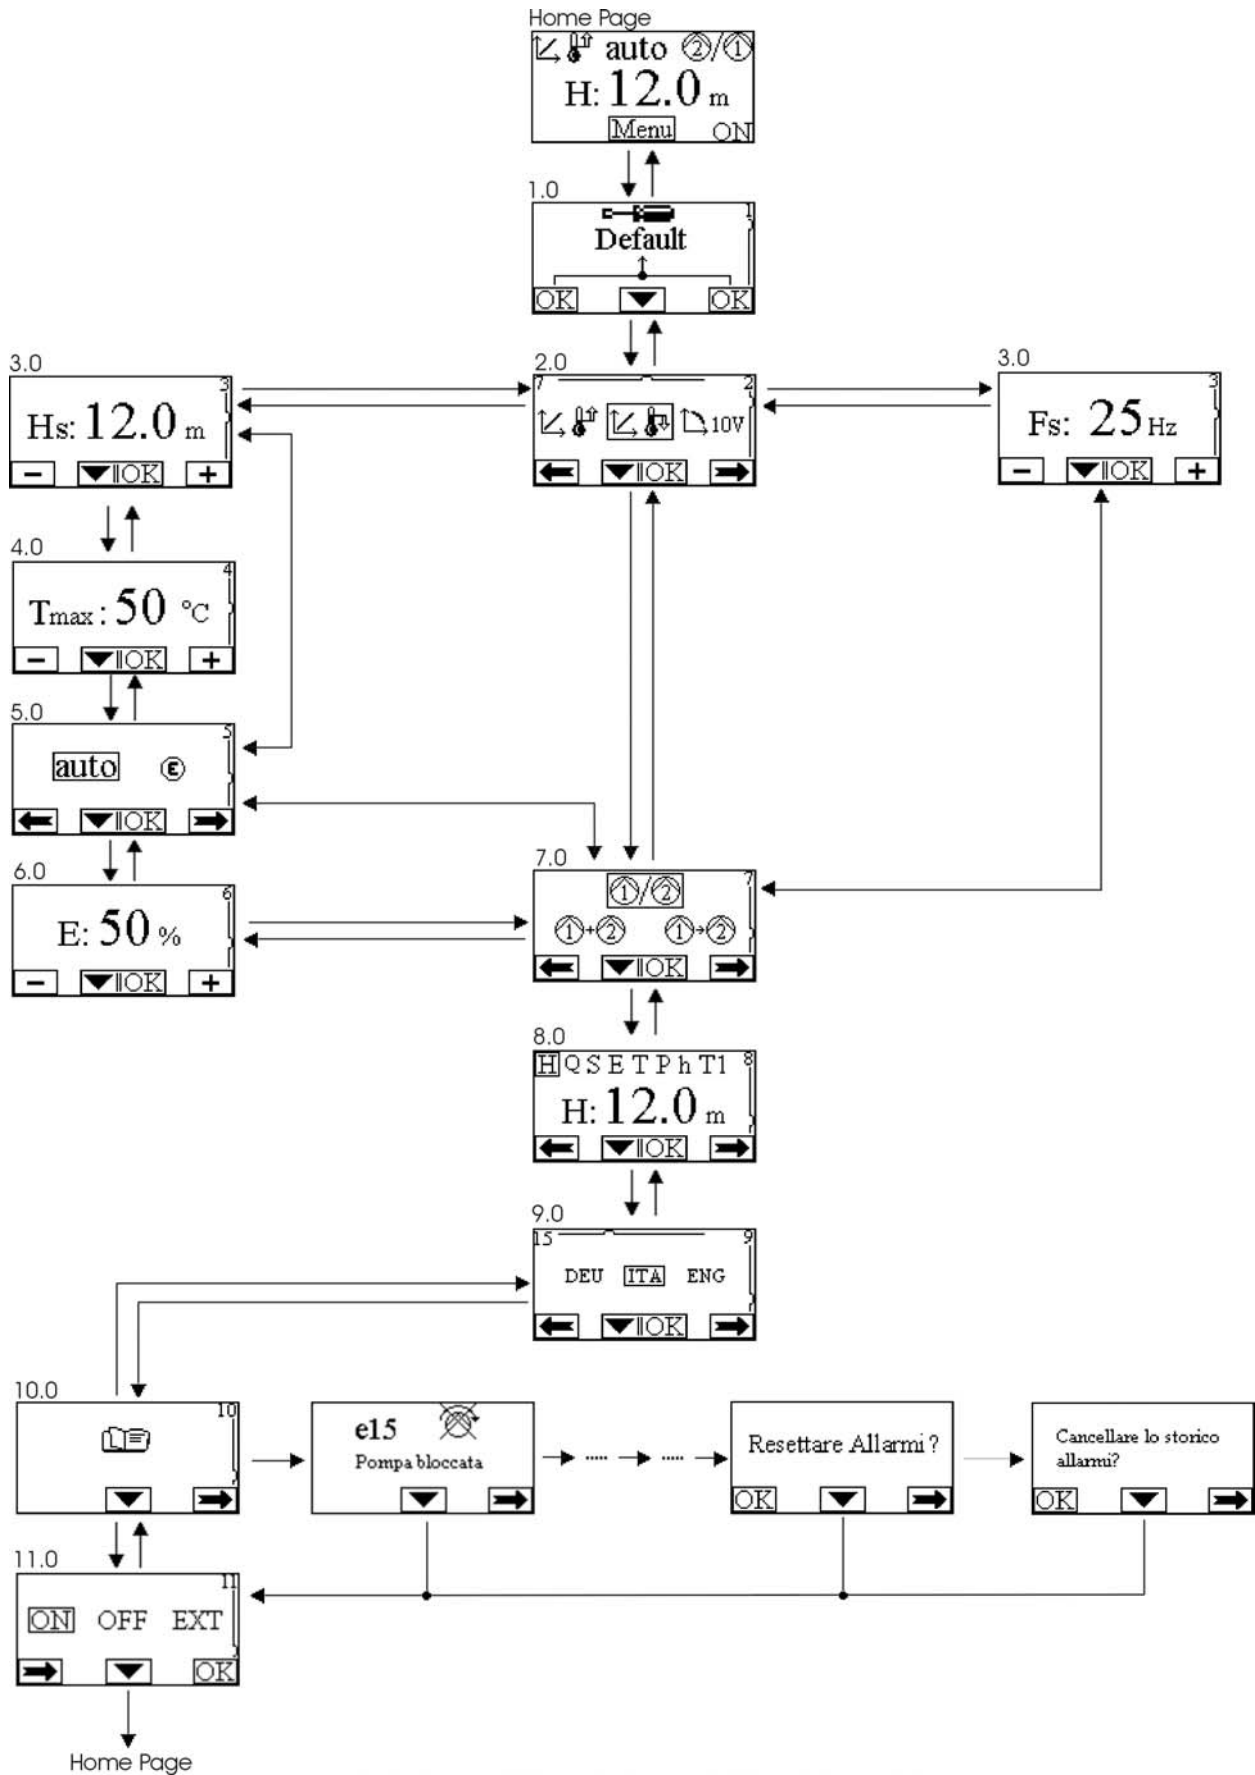 Home Page
auto 2/1
H: 12.0 m
Menu ON
1.0
1
Default
OK OK
3.0
3
Hs: 12.0 m
− OK +
2.0
7 2
10V
OK
3.0
3
Fs: 25 Hz
− OK +
4.0
4
Tmax : 50 °C
− OK +
5.0
5
auto E
OK
6.0
6
E: 50 %
− OK +
7.0
7
1/2
1+2 1→2
OK
8.0
8
H Q S E T P h T1
H: 12.0 m
OK
9.0
15 9
DEU ITA ENG
OK
10.0
10
e15
Pompa bloccata
Resettare Allarmi ?
OK
Cancellare lo storico
allarmi?
OK
11.0
11
ON OFF EXT
OK
Home Page